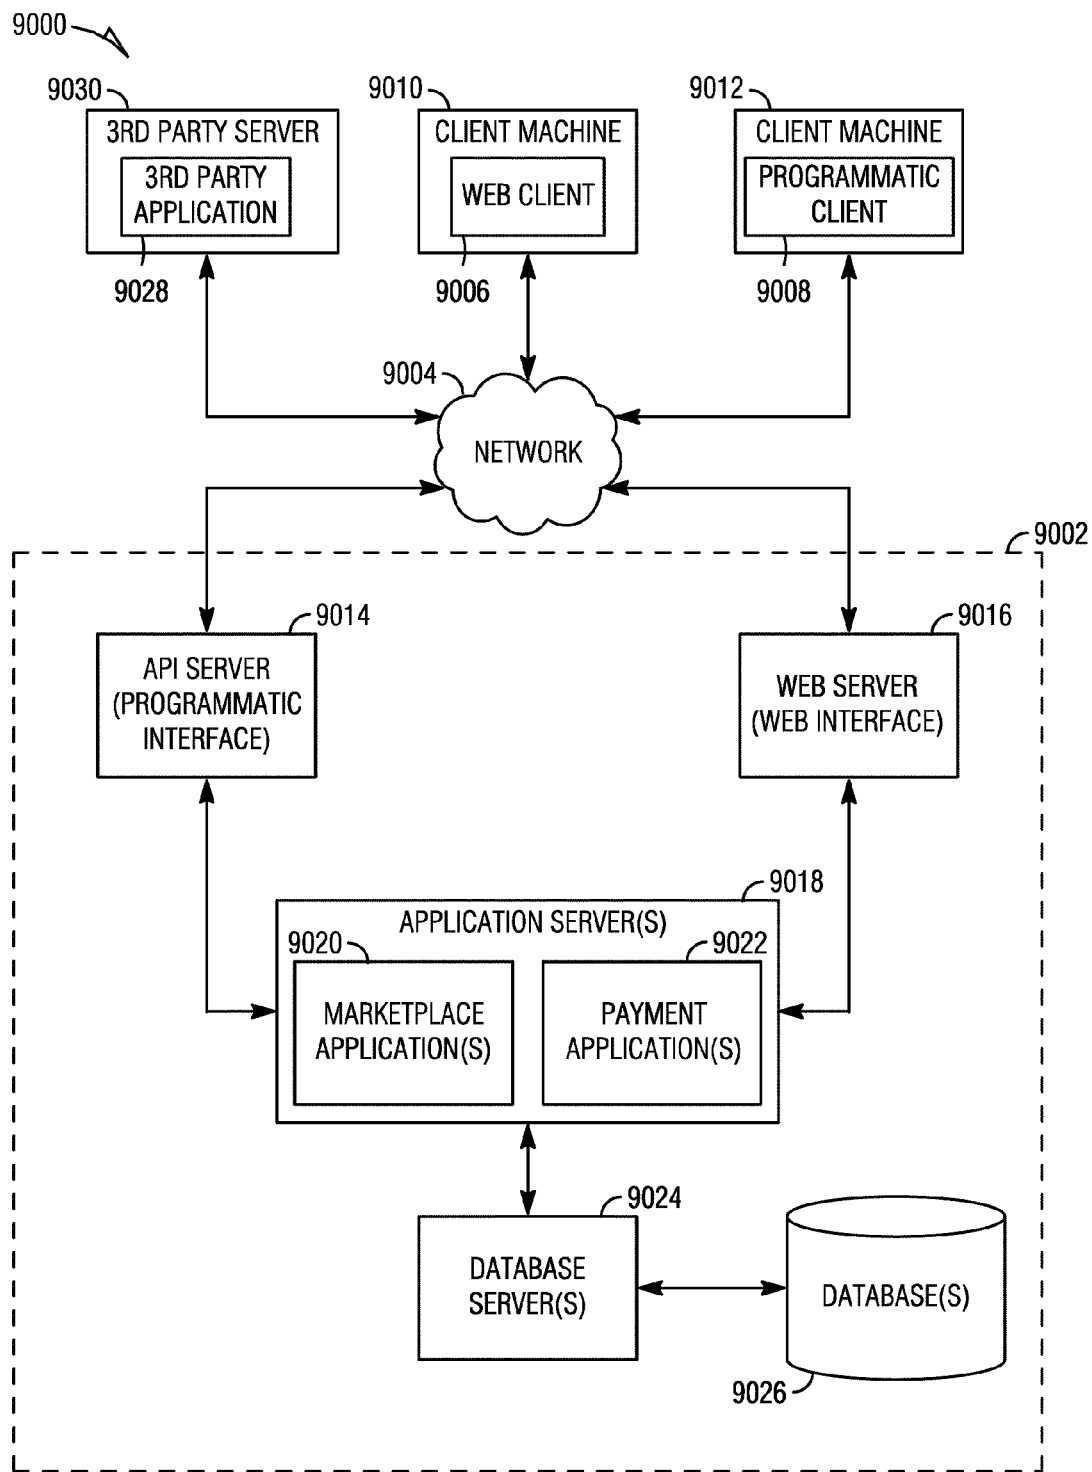 9000
9030
9010
9012
3RD PARTY SERVER
3RD PARTY
APPLICATION
9028
CLIENT MACHINE
WEB CLIENT
9006
CLIENT MACHINE
PROGRAMMATIC
CLIENT
9008
9004
NETWORK
9002
9014
API SERVER
(PROGRAMMATIC
INTERFACE)
9016
WEB SERVER
(WEB INTERFACE)
9018
APPLICATION SERVER(S)
9020
MARKETPLACE
APPLICATION(S)
9022
PAYMENT
APPLICATION(S)
9024
DATABASE
SERVER(S)
DATABASE(S)
9026